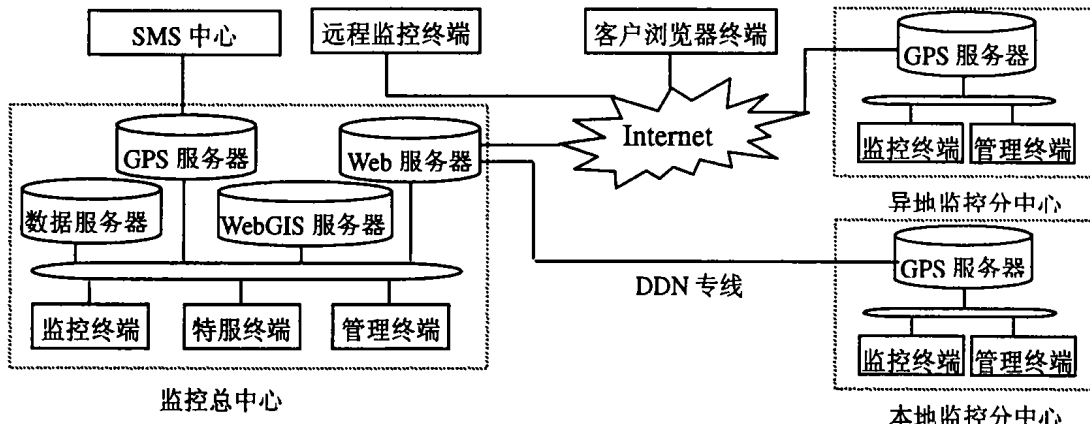 SMS 中心
远程监控终端
客户浏览器终端
GPS 服务器
监控终端
管理终端
异地监控分中心
Internet
GPS 服务器
Web 服务器
数据服务器
WebGIS 服务器
监控终端
特服终端
管理终端
监控总中心
DDN 专线
GPS 服务器
监控终端
管理终端
本地监控分中心